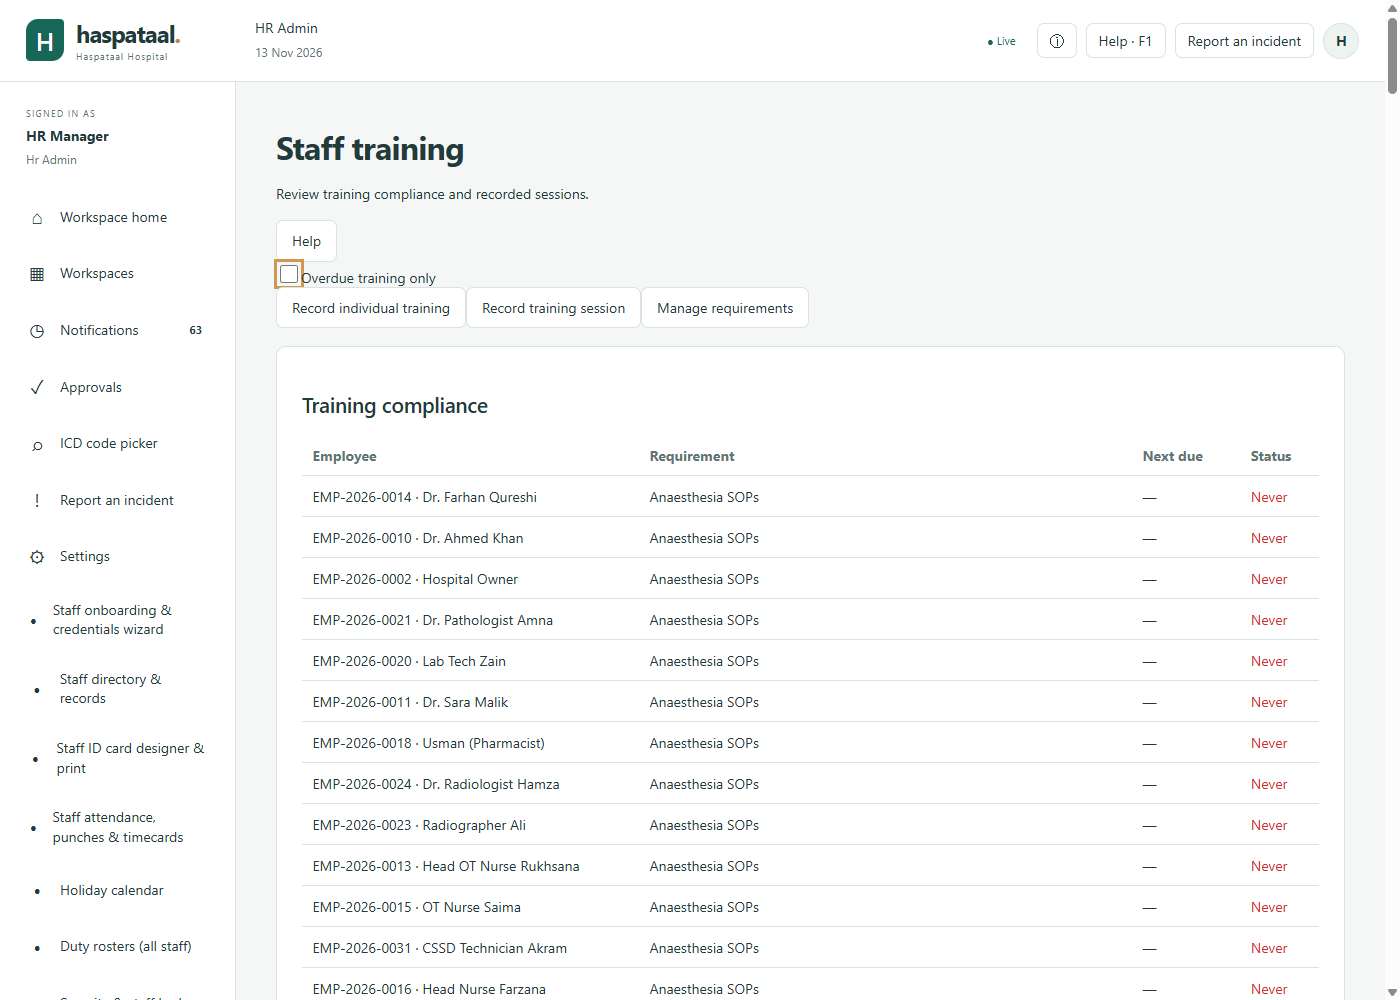 H
haspataal.
Haspataal Hospital
HR Admin
13 Nov 2026
Live
Help · F1
Report an incident
H
SIGNED IN AS
HR Manager
Hr Admin
Workspace home
Workspaces
Notifications 63
Approvals
ICD code picker
! Report an incident
Settings
• Staff onboarding &
credentials wizard
• Staff directory &
records
• Staff ID card designer &
print
• Staff attendance,
punches & timecards
• Holiday calendar
• Duty rosters (all staff)
Staff training
Review training compliance and recorded sessions.
Help
Overdue training only
Record individual training
Record training session
Manage requirements
Training compliance
Employee Requirement Next due Status
EMP-2026-0014 · Dr. Farhan Qureshi Anaesthesia SOPs — Never
EMP-2026-0010 · Dr. Ahmed Khan Anaesthesia SOPs — Never
EMP-2026-0002 · Hospital Owner Anaesthesia SOPs — Never
EMP-2026-0021 · Dr. Pathologist Amna Anaesthesia SOPs — Never
EMP-2026-0020 · Lab Tech Zain Anaesthesia SOPs — Never
EMP-2026-0011 · Dr. Sara Malik Anaesthesia SOPs — Never
EMP-2026-0018 · Usman (Pharmacist) Anaesthesia SOPs — Never
EMP-2026-0024 · Dr. Radiologist Hamza Anaesthesia SOPs — Never
EMP-2026-0023 · Radiographer Ali Anaesthesia SOPs — Never
EMP-2026-0013 · Head OT Nurse Rukhsana Anaesthesia SOPs — Never
EMP-2026-0015 · OT Nurse Saima Anaesthesia SOPs — Never
EMP-2026-0031 · CSSD Technician Akram Anaesthesia SOPs — Never
EMP-2026-0016 · Head Nurse Farzana Anaesthesia SOPs — Never